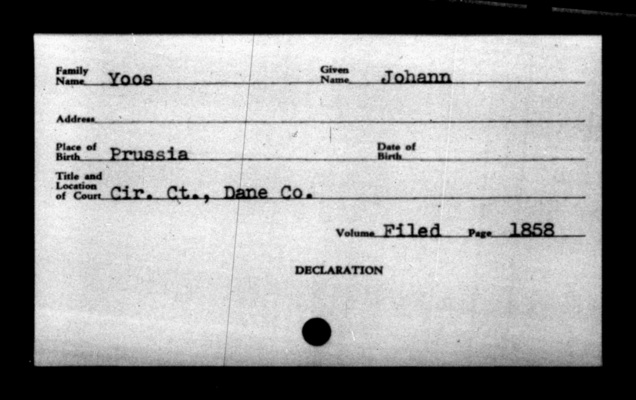 Family Name Yoos Given Name Johann
Address
Place of Birth Prussia Date of Birth
Title and Location of Court Cir. Ct., Dane Co.
Volume Filed Page 1858
DECLARATION